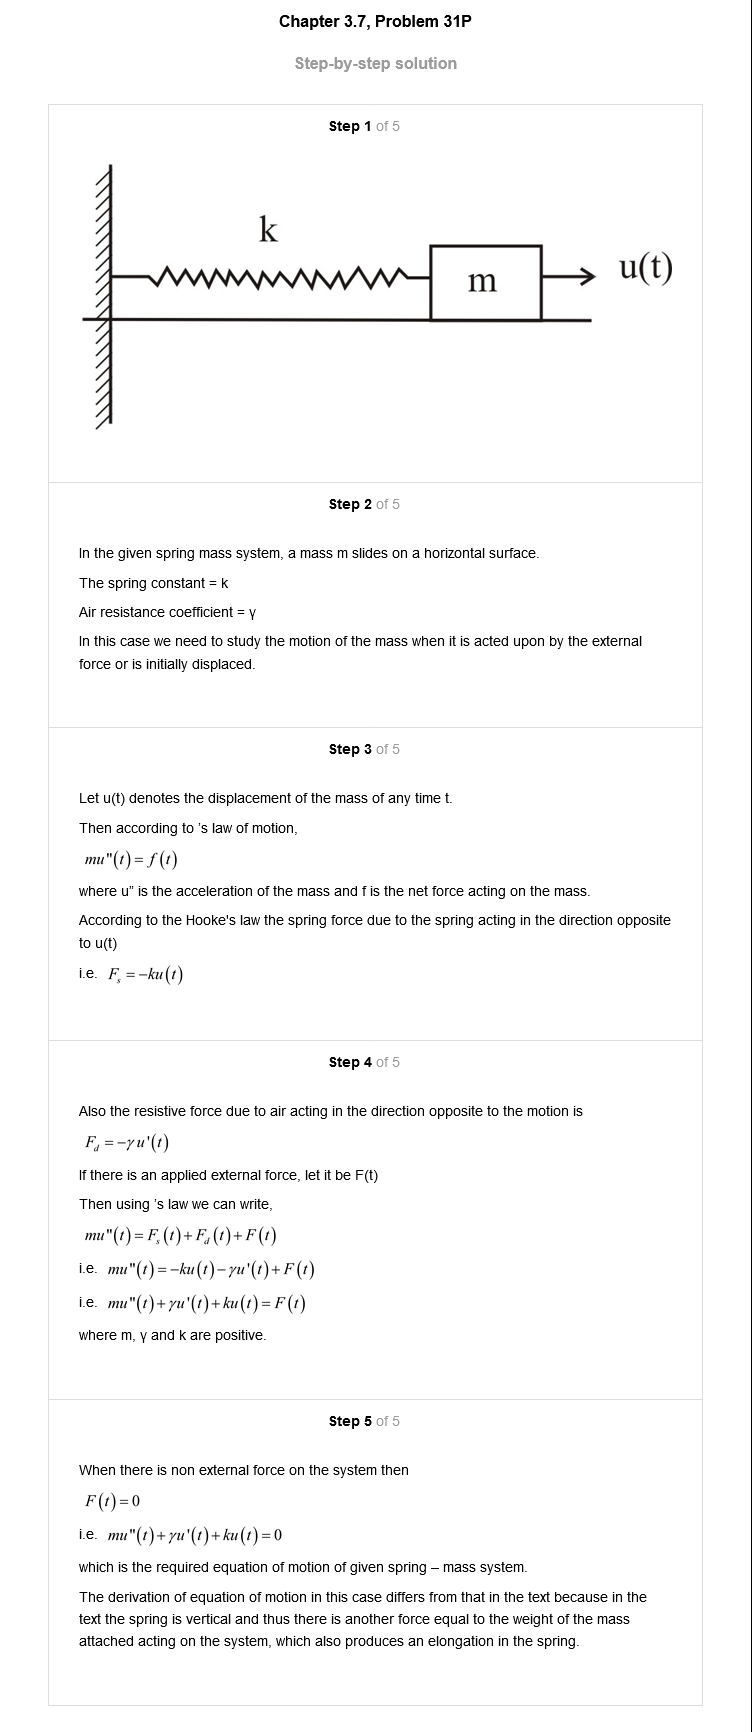 Chapter 3.7, Problem 31P
Step-by-step solution
Step 1 of 5
k
m
u(t)
Step 2 of 5
In the given spring mass system, a mass m slides on a horizontal surface.
The spring constant = k
Air resistance coefficient = γ
In this case we need to study the motion of the mass when it is acted upon by the external
force or is initially displaced.
Step 3 of 5
Let u(t) denotes the displacement of the mass of any time t.
Then according to 's law of motion,
mu"(t) = f(t)
where u" is the acceleration of the mass and f is the net force acting on the mass.
According to the Hooke's law the spring force due to the spring acting in the direction opposite
to u(t)
i.e. F_s = -ku(t)
Step 4 of 5
Also the resistive force due to air acting in the direction opposite to the motion is
F_d = -γu'(t)
If there is an applied external force, let it be F(t)
Then using 's law we can write,
mu"(t) = F_s(t) + F_d(t) + F(t)
i.e. mu"(t) = -ku(t) - γu'(t) + F(t)
i.e. mu"(t) + γu'(t) + ku(t) = F(t)
where m, γ and k are positive.
Step 5 of 5
When there is non external force on the system then
F(t) = 0
i.e. mu"(t) + γu'(t) + ku(t) = 0
which is the required equation of motion of given spring – mass system.
The derivation of equation of motion in this case differs from that in the text because in the
text the spring is vertical and thus there is another force equal to the weight of the mass
attached acting on the system, which also produces an elongation in the spring.